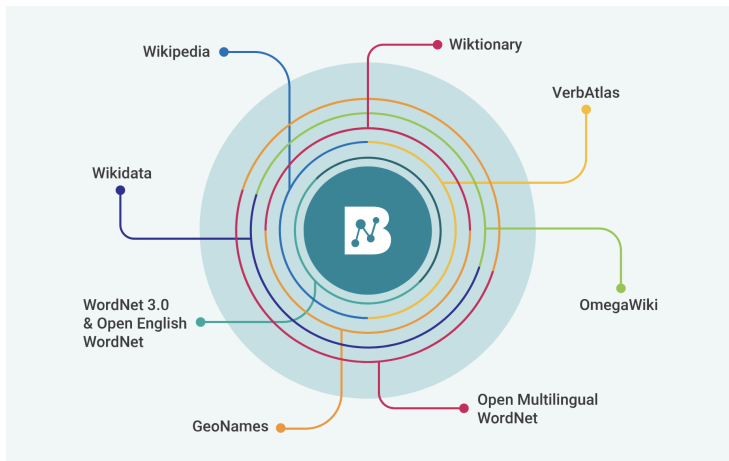 Wikipedia
Wiktionary
VerbAtlas
Wikidata
WordNet 3.0
& Open English
WordNet
OmegaWiki
GeoNames
Open Multilingual
WordNet
B